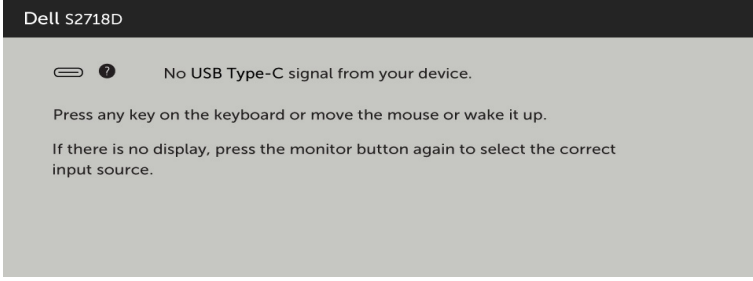 Dell S2718D
? No USB Type-C signal from your device.
Press any key on the keyboard or move the mouse or wake it up.
If there is no display, press the monitor button again to select the correct
input source.